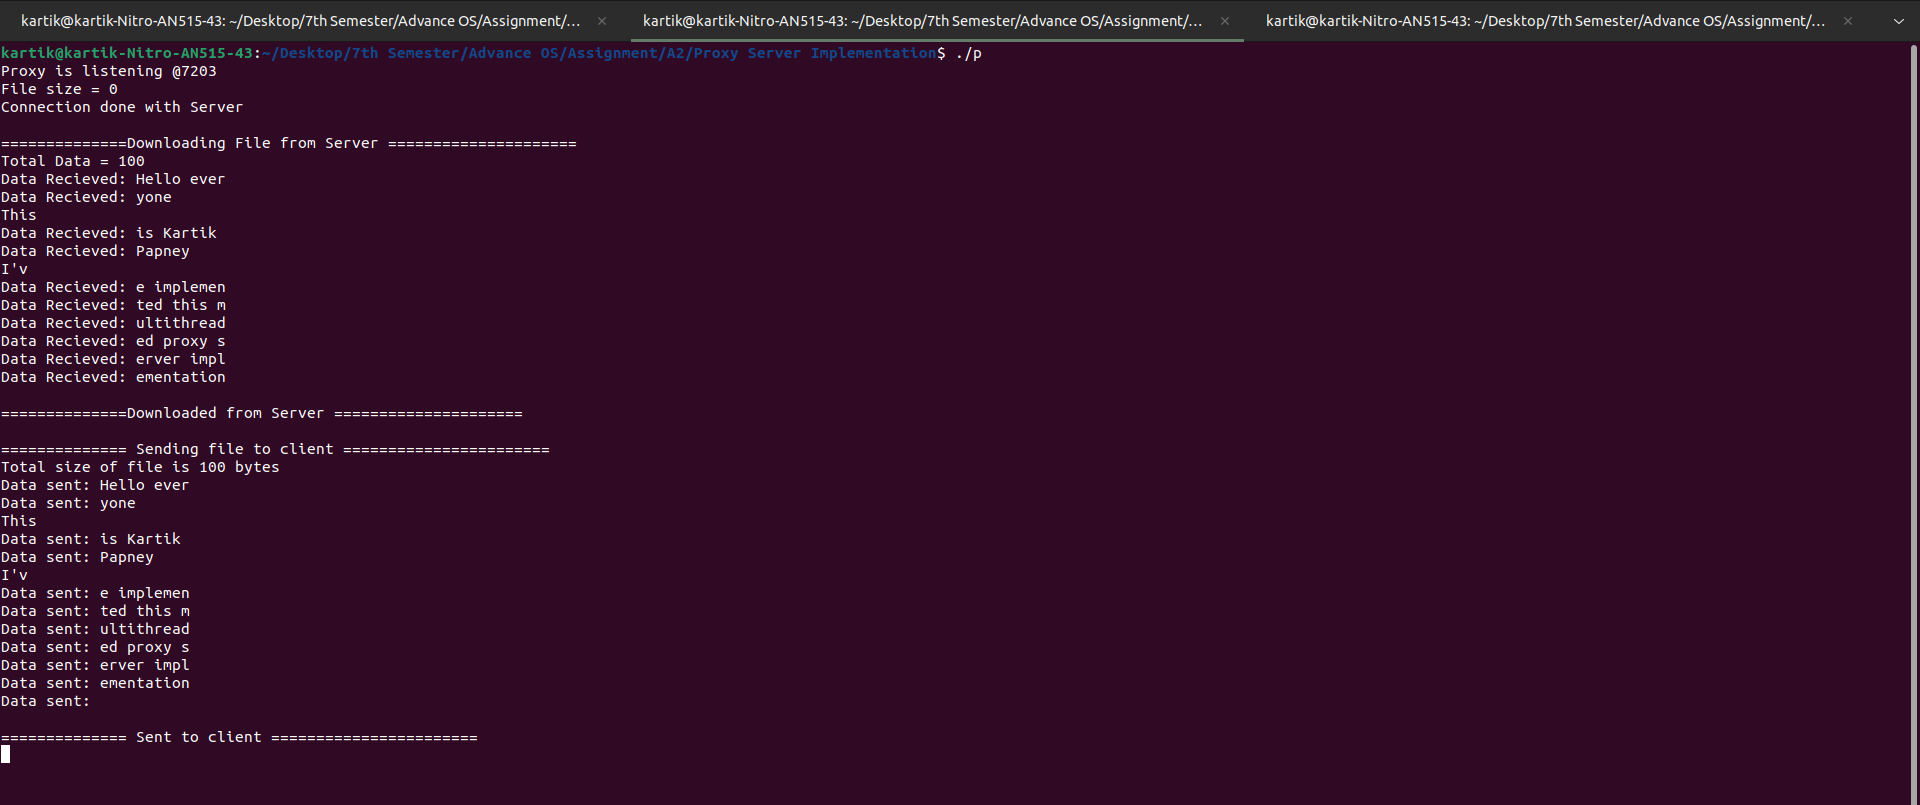 kartik@kartik-Nitro-AN515-43: ~/Desktop/7th Semester/Advance OS/Assignment/...
kartik@kartik-Nitro-AN515-43: ~/Desktop/7th Semester/Advance OS/Assignment/...
kartik@kartik-Nitro-AN515-43: ~/Desktop/7th Semester/Advance OS/Assignment/...
kartik@kartik-Nitro-AN515-43:~/Desktop/7th Semester/Advance OS/Assignment/A2/Proxy Server Implementation$ ./p
Proxy is listening @7203
File size = 0
Connection done with Server
==============Downloading File from Server =====================
Total Data = 100
Data Recieved: Hello ever
Data Recieved: yone
This
Data Recieved: is Kartik
Data Recieved: Papney
I'v
Data Recieved: e implemen
Data Recieved: ted this m
Data Recieved: ultithread
Data Recieved: ed proxy s
Data Recieved: erver impl
Data Recieved: ementation
==============Downloaded from Server =====================
============== Sending file to client =======================
Total size of file is 100 bytes
Data sent: Hello ever
Data sent: yone
This
Data sent: is Kartik
Data sent: Papney
I'v
Data sent: e implemen
Data sent: ted this m
Data sent: ultithread
Data sent: ed proxy s
Data sent: erver impl
Data sent: ementation
Data sent:
============== Sent to client =======================